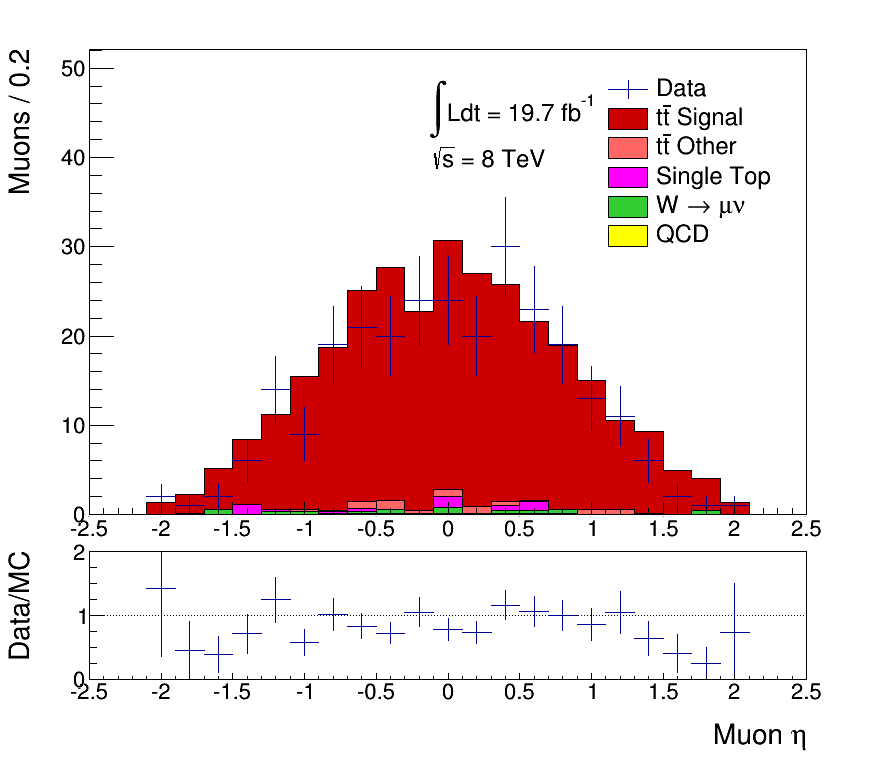 Muons / 0.2
50
40
30
20
10
0
∫Ldt = 19.7 fb⁻¹
√s = 8 TeV
Data
tt̄ Signal
tt̄ Other
Single Top
W → μν
QCD
-2.5 -2 -1.5 -1 -0.5 0 0.5 1 1.5 2 2.5
Data/MC
2
1
0
-2.5 -2 -1.5 -1 -0.5 0 0.5 1 1.5 2 2.5
Muon η